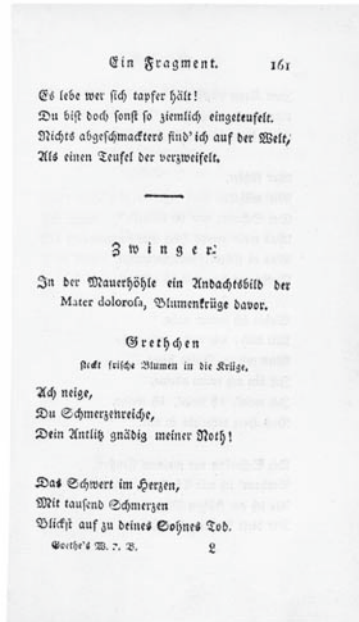 Ein Fragment. 161
Es lebe wer sich tapfer hält!
Du bist doch sonst so ziemlich eingeteufelt.
Nichts abgeschmackters find' ich auf der Welt,
Als einen Teufel der verzweifelt.
Zwinger.
In der Mauerhöhle ein Andachtsbild der
Mater dolorosa, Blumenkrüge davor.
Grethchen
steckt frische Blumen in die Krüge.
Ach neige,
Du Schmerzenreiche,
Dein Antlitz gnädig meiner Noth!
Das Schwert im Herzen,
Mit tausend Schmerzen
Blickst auf zu deines Sohnes Tod.
Goethe's W. 7. B. L